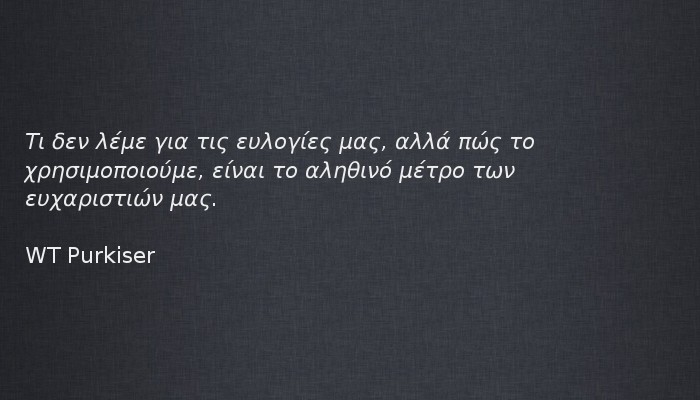 Τι δεν λέμε για τις ευλογίες μας, αλλά πώς το
χρησιμοποιούμε, είναι το αληθινό μέτρο των
ευχαριστιών μας.
WT Purkiser